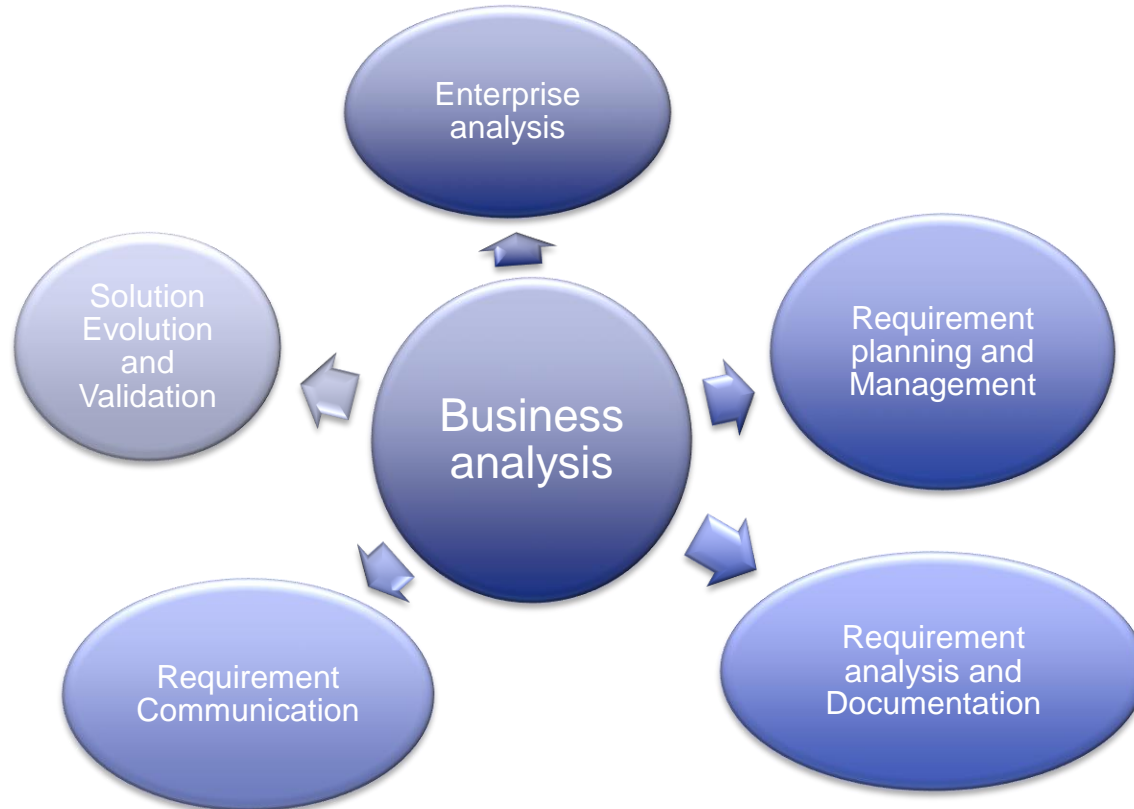 Enterprise
analysis
Requirement
planning and
Management
Requirement
analysis and
Documentation
Requirement
Communication
Solution
Evolution
and
Validation
Business
analysis